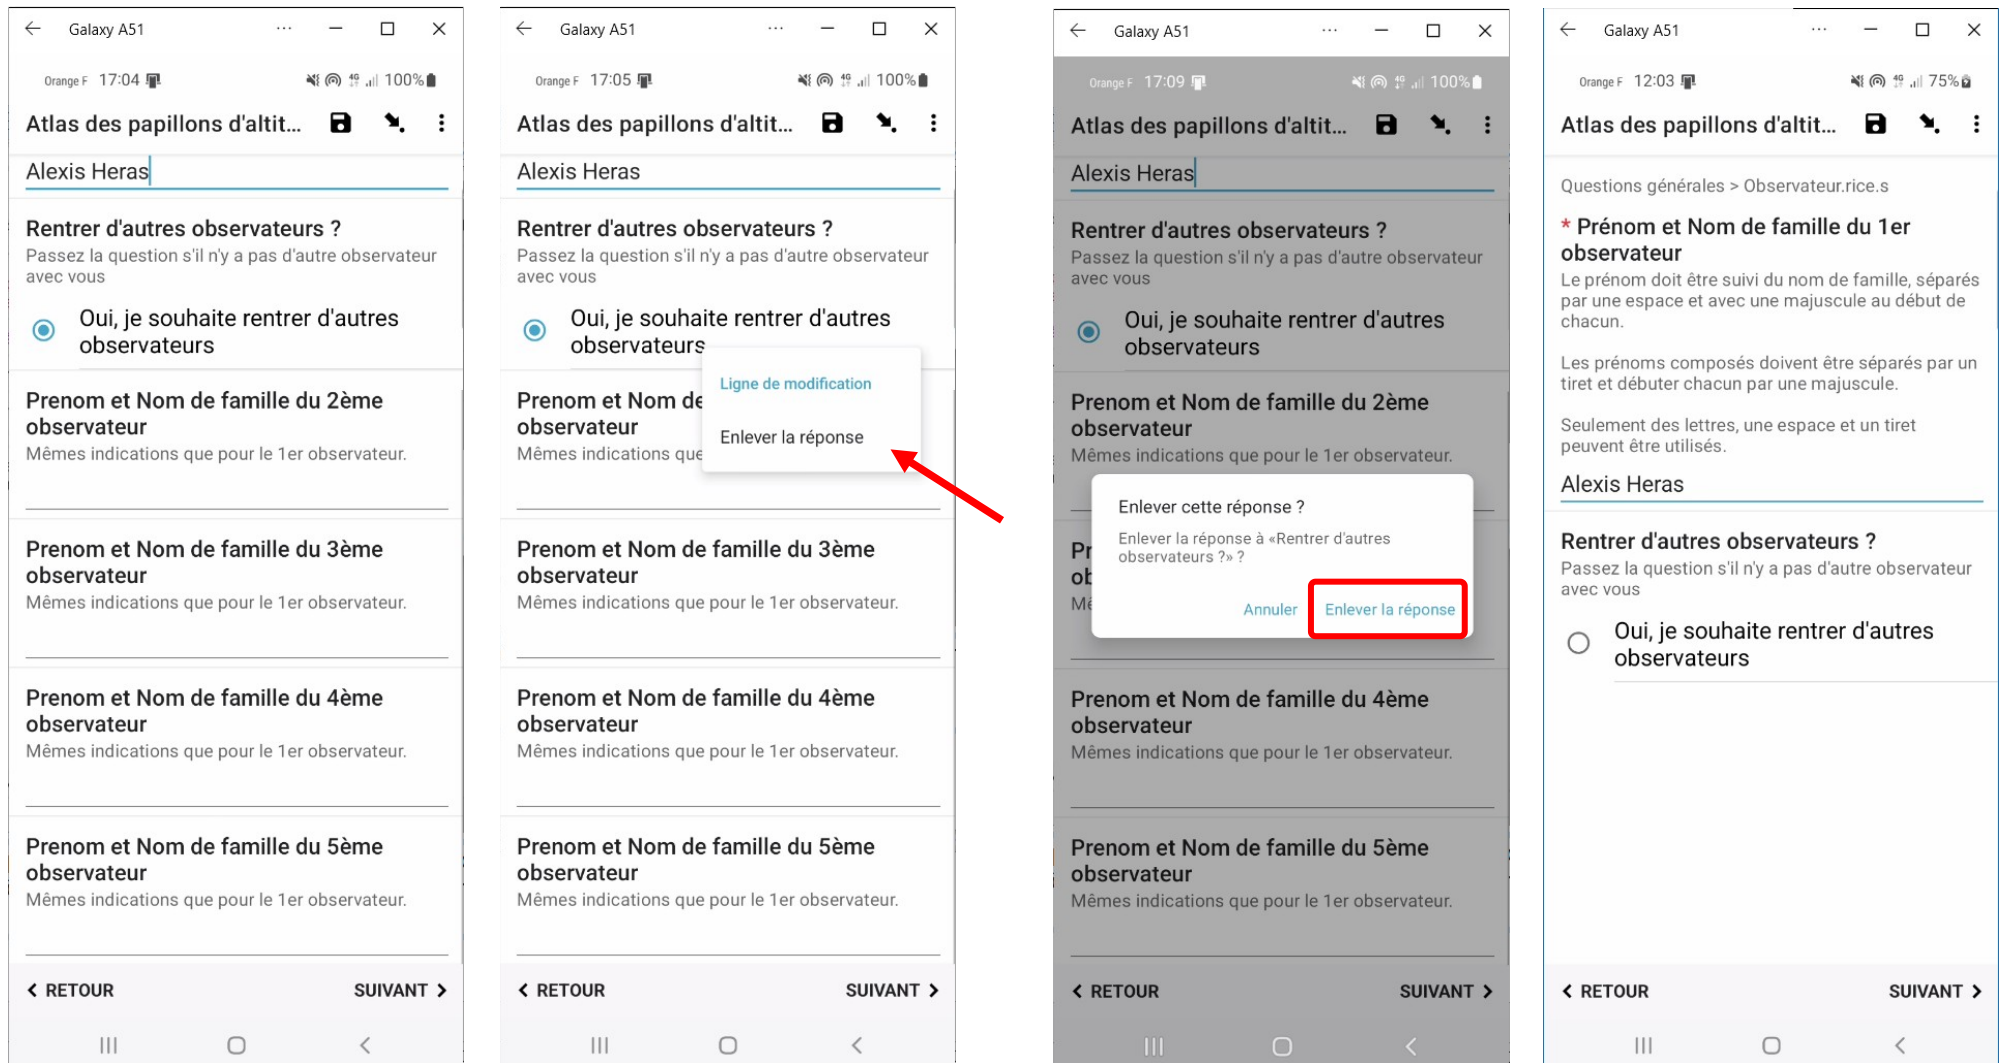 Galaxy A51
Orange F 17:04
4G
100%
Atlas des papillons d'altit...
Alexis Heras
Rentrer d'autres observateurs ?
Passez la question s'il n'y a pas d'autre observateur
avec vous
Oui, je souhaite rentrer d'autres
observateurs
Prenom et Nom de famille du 2ème
observateur
Mêmes indications que pour le 1er observateur.
Prenom et Nom de famille du 3ème
observateur
Mêmes indications que pour le 1er observateur.
Prenom et Nom de famille du 4ème
observateur
Mêmes indications que pour le 1er observateur.
Prenom et Nom de famille du 5ème
observateur
Mêmes indications que pour le 1er observateur.
RETOUR
SUIVANT
Galaxy A51
Orange F 17:05
4G
100%
Atlas des papillons d'altit...
Alexis Heras
Rentrer d'autres observateurs ?
Passez la question s'il n'y a pas d'autre observateur
avec vous
Oui, je souhaite rentrer d'autres
observateurs
Ligne de modification
Enlever la réponse
Prenom et Nom de
observateur
Mêmes indications que
Prenom et Nom de famille du 3ème
observateur
Mêmes indications que pour le 1er observateur.
Prenom et Nom de famille du 4ème
observateur
Mêmes indications que pour le 1er observateur.
Prenom et Nom de famille du 5ème
observateur
Mêmes indications que pour le 1er observateur.
RETOUR
SUIVANT
Galaxy A51
Orange F 17:09
4G
100%
Atlas des papillons d'altit...
Alexis Heras
Rentrer d'autres observateurs ?
Passez la question s'il n'y a pas d'autre observateur
avec vous
Oui, je souhaite rentrer d'autres
observateurs
Prenom et Nom de famille du 2ème
observateur
Mêmes indications que pour le 1er observateur.
Enlever cette réponse ?
Enlever la réponse à «Rentrer d'autres
observateurs ?» ?
Annuler
Enlever la réponse
Pr
ob
Mê
Prenom et Nom de famille du 4ème
observateur
Mêmes indications que pour le 1er observateur.
Prenom et Nom de famille du 5ème
observateur
Mêmes indications que pour le 1er observateur.
RETOUR
SUIVANT
Galaxy A51
Orange F 12:03
4G
75%
Atlas des papillons d'altit...
Questions générales > Observateur.rice.s
* Prénom et Nom de famille du 1er
observateur
Le prénom doit être suivi du nom de famille, séparés
par une espace et avec une majuscule au début de
chacun.
Les prénoms composés doivent être séparés par un
tiret et débuter chacun par une majuscule.
Seulement des lettres, une espace et un tiret
peuvent être utilisés.
Alexis Heras
Rentrer d'autres observateurs ?
Passez la question s'il n'y a pas d'autre observateur
avec vous
Oui, je souhaite rentrer d'autres
observateurs
RETOUR
SUIVANT